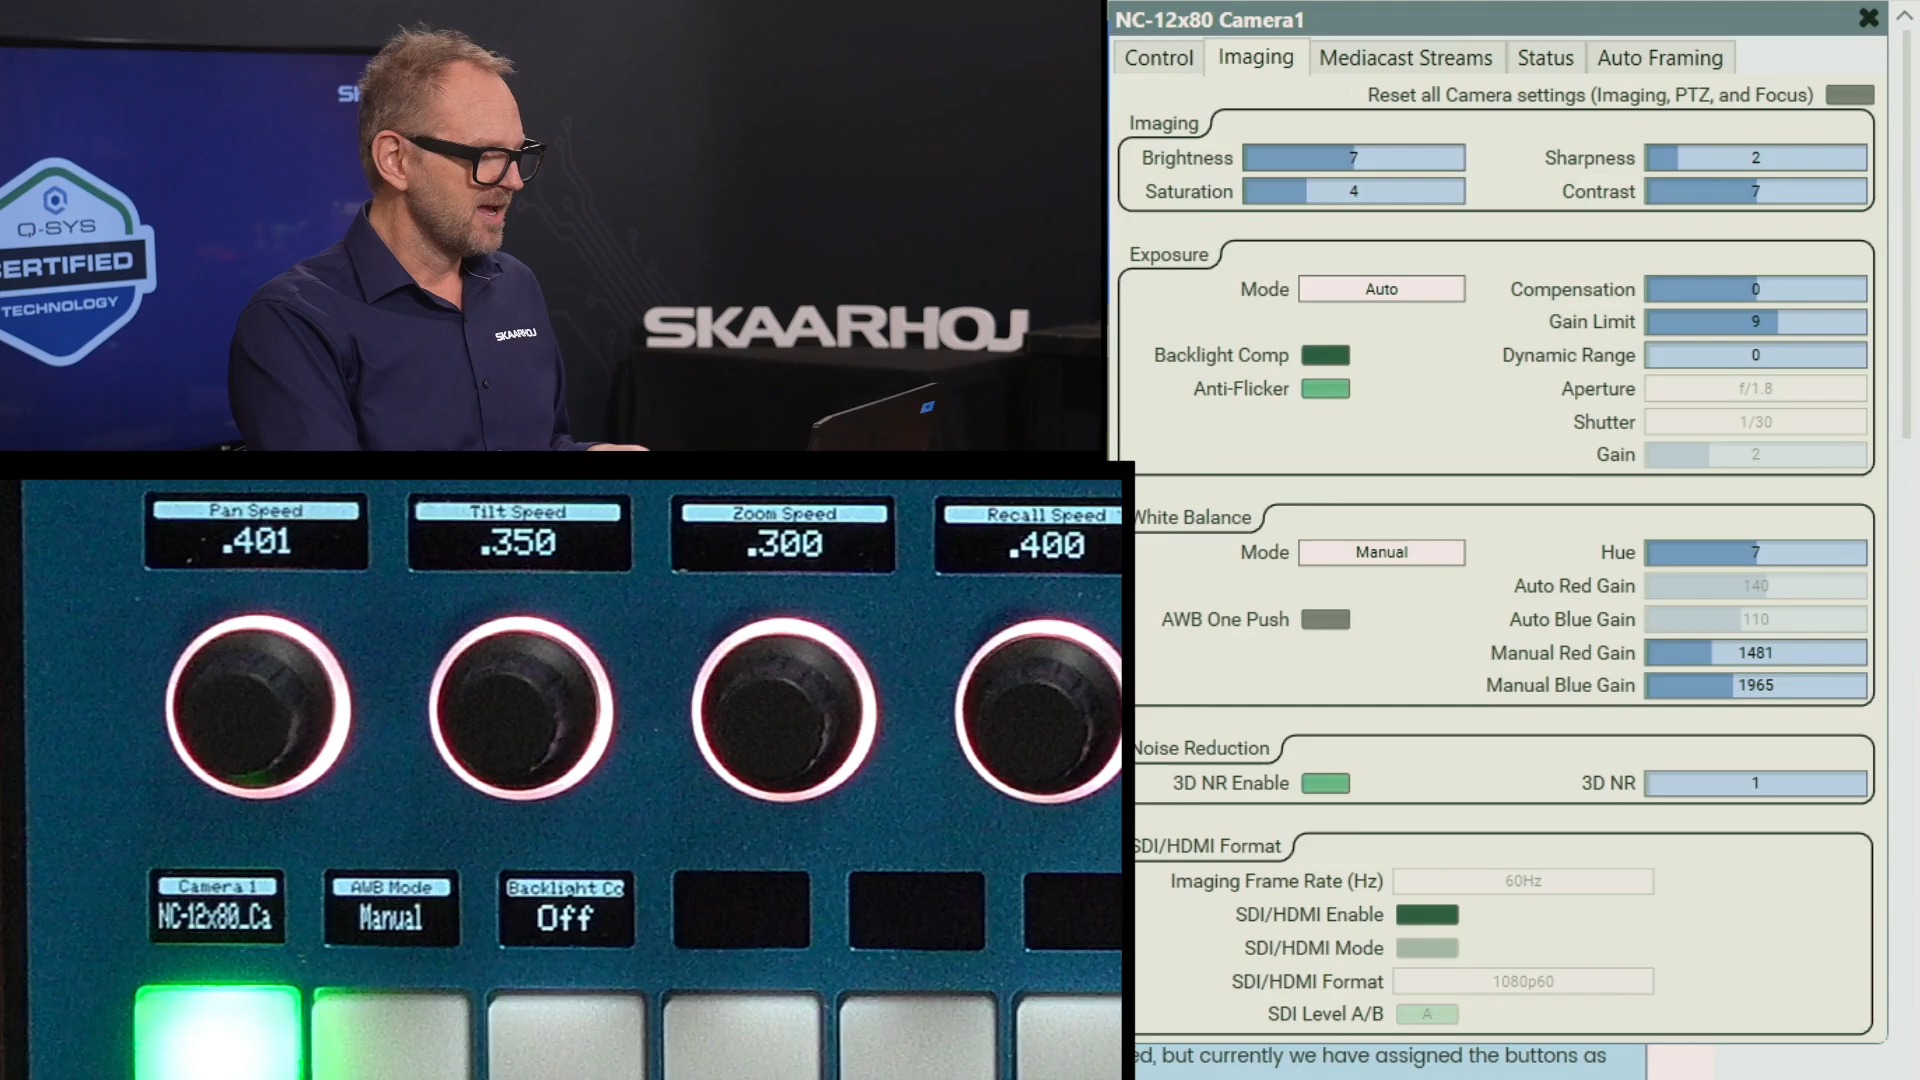 SK
Q-SYS
CERTIFIED
TECHNOLOGY
SKAARHOJ
SKAARHOJ
Pan Speed
.401
Tilt Speed
.350
Zoom Speed
.300
Recall Speed
.400
Camera 1
NC-12x80_Ca
AWB Mode
Manual
Backlight Co
Off
NC-12x80 Camera1
Control
Imaging
Mediacast Streams
Status
Auto Framing
Reset all Camera settings (Imaging, PTZ, and Focus)
Imaging
Brightness 7
Sharpness 2
Saturation 4
Contrast 7
Exposure
Mode Auto
Compensation 0
Gain Limit 9
Backlight Comp
Dynamic Range 0
Anti-Flicker
Aperture f/1.8
Shutter 1/30
Gain 2
White Balance
Mode Manual
Hue 7
Auto Red Gain 140
AWB One Push
Auto Blue Gain 110
Manual Red Gain 1481
Manual Blue Gain 1965
Noise Reduction
3D NR Enable
3D NR 1
SDI/HDMI Format
Imaging Frame Rate (Hz) 60Hz
SDI/HDMI Enable
SDI/HDMI Mode
SDI/HDMI Format 1080p60
SDI Level A/B A
ed, but currently we have assigned the buttons as